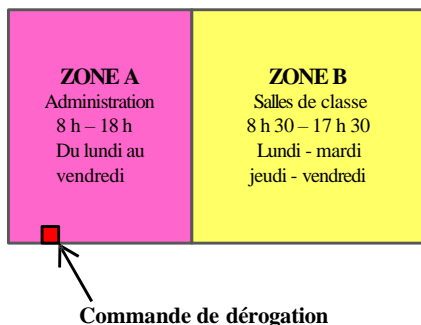 ZONE A
Administration
8 h – 18 h
Du lundi au
vendredi
ZONE B
Salles de classe
8 h 30 – 17 h 30
Lundi - mardi
jeudi - vendredi
Commande de dérogation